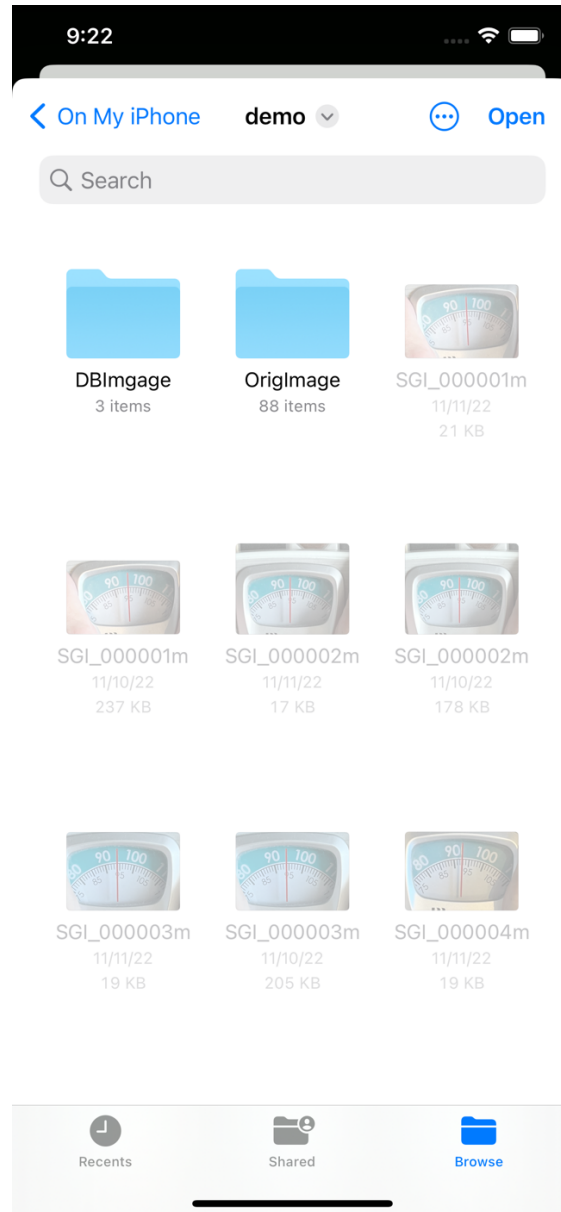 9:22
On My iPhone demo Open
Search
DBImgage OrigImage SGI_000001m
3 items 88 items 11/11/22
21 KB
SGI_000001m SGI_000002m SGI_000002m
11/10/22 11/11/22 11/10/22
237 KB 17 KB 178 KB
SGI_000003m SGI_000003m SGI_000004m
11/11/22 11/10/22 11/11/22
19 KB 205 KB 19 KB
Recents Shared Browse